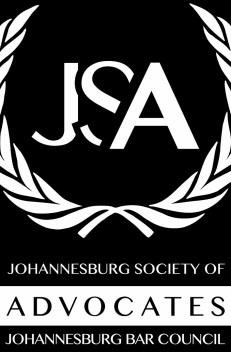 JSA
JOHANNESBURG SOCIETY OF
ADVOCATES
JOHANNESBURG BAR COUNCIL